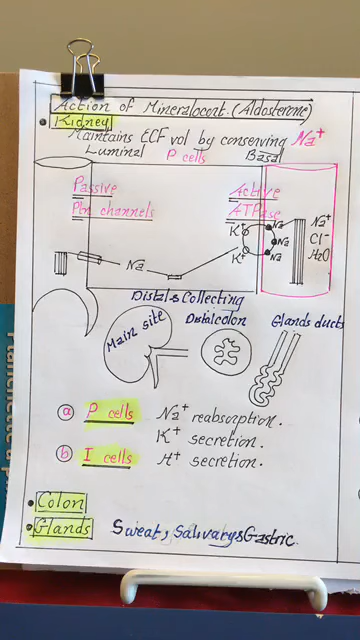 Action of Mineralocort. (Aldosterone)
• Kidney
Maintains ECF vol by conserving Na⁺
Luminal P cells Basal
Passive Active
Ptn channels ATPase
K⁺ Na Na⁺
Na Cl⁻
K⁺ Na H₂O
Na
Distal & Collecting
Main site Distal colon Glands ducts
ⓐ P cells Na⁺ reabsorption.
K⁺ secretion.
ⓑ I cells H⁺ secretion.
• Colon
• Glands Sweat, Salivary & Gastric.